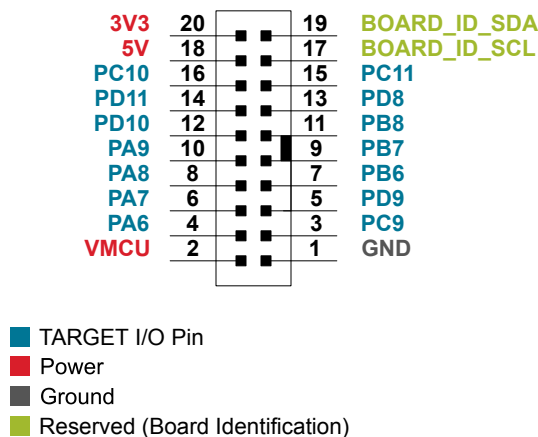 3V3 20 19 BOARD_ID_SDA
5V 18 17 BOARD_ID_SCL
PC10 16 15 PC11
PD11 14 13 PD8
PD10 12 11 PB8
PA9 10 9 PB7
PA8 8 7 PB6
PA7 6 5 PD9
PA6 4 3 PC9
VMCU 2 1 GND
TARGET I/O Pin
Power
Ground
Reserved (Board Identification)